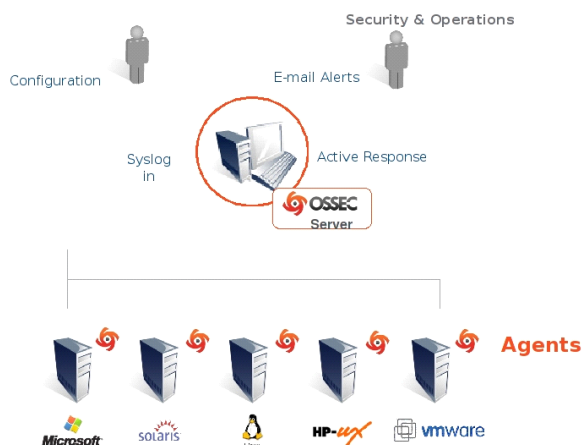 Security & Operations
Configuration
E-mail Alerts
Syslog
in
Active Response
OSSEC
Server
Agents
Microsoft
solaris
HP-ux
vmware